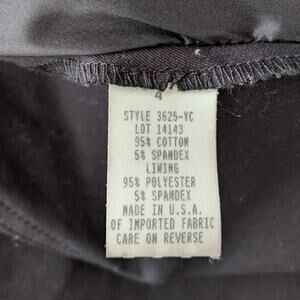 4
STYLE 3625-YC
LOT 14143
95% COTTON
5% SPANDEX
LINING
95% POLYESTER
5% SPANDEX
MADE IN U.S.A.
OF IMPORTED FABRIC
CARE ON REVERSE